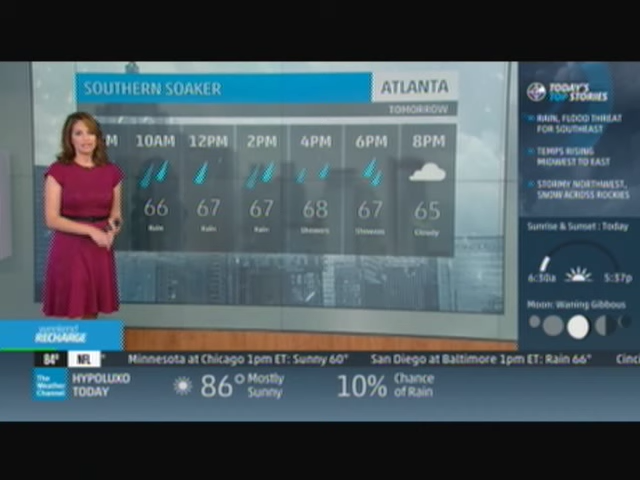 SOUTHERN SOAKER
ATLANTA
TOMORROW
M 10AM 12PM 2PM 4PM 6PM 8PM
66 67 67 68 67 65
Rain Rain Rain Showers Showers Cloudy
TODAY'S
TOP STORIES
RAIN, FLOOD THREAT
FOR SOUTHEAST
TEMPS RISING
MIDWEST TO EAST
STORMY NORTHWEST,
SNOW ACROSS ROCKIES
Sunrise & Sunset : Today
6:30a 5:37p
Moon: Waning Gibbous
weekend
RECHARGE
84° NFL Minnesota at Chicago 1pm ET: Sunny 60° San Diego at Baltimore 1pm ET: Rain 66° Cinci
The
Weather
Channel
HYPOLUXO
TODAY
86° Mostly
Sunny
10% Chance
of Rain